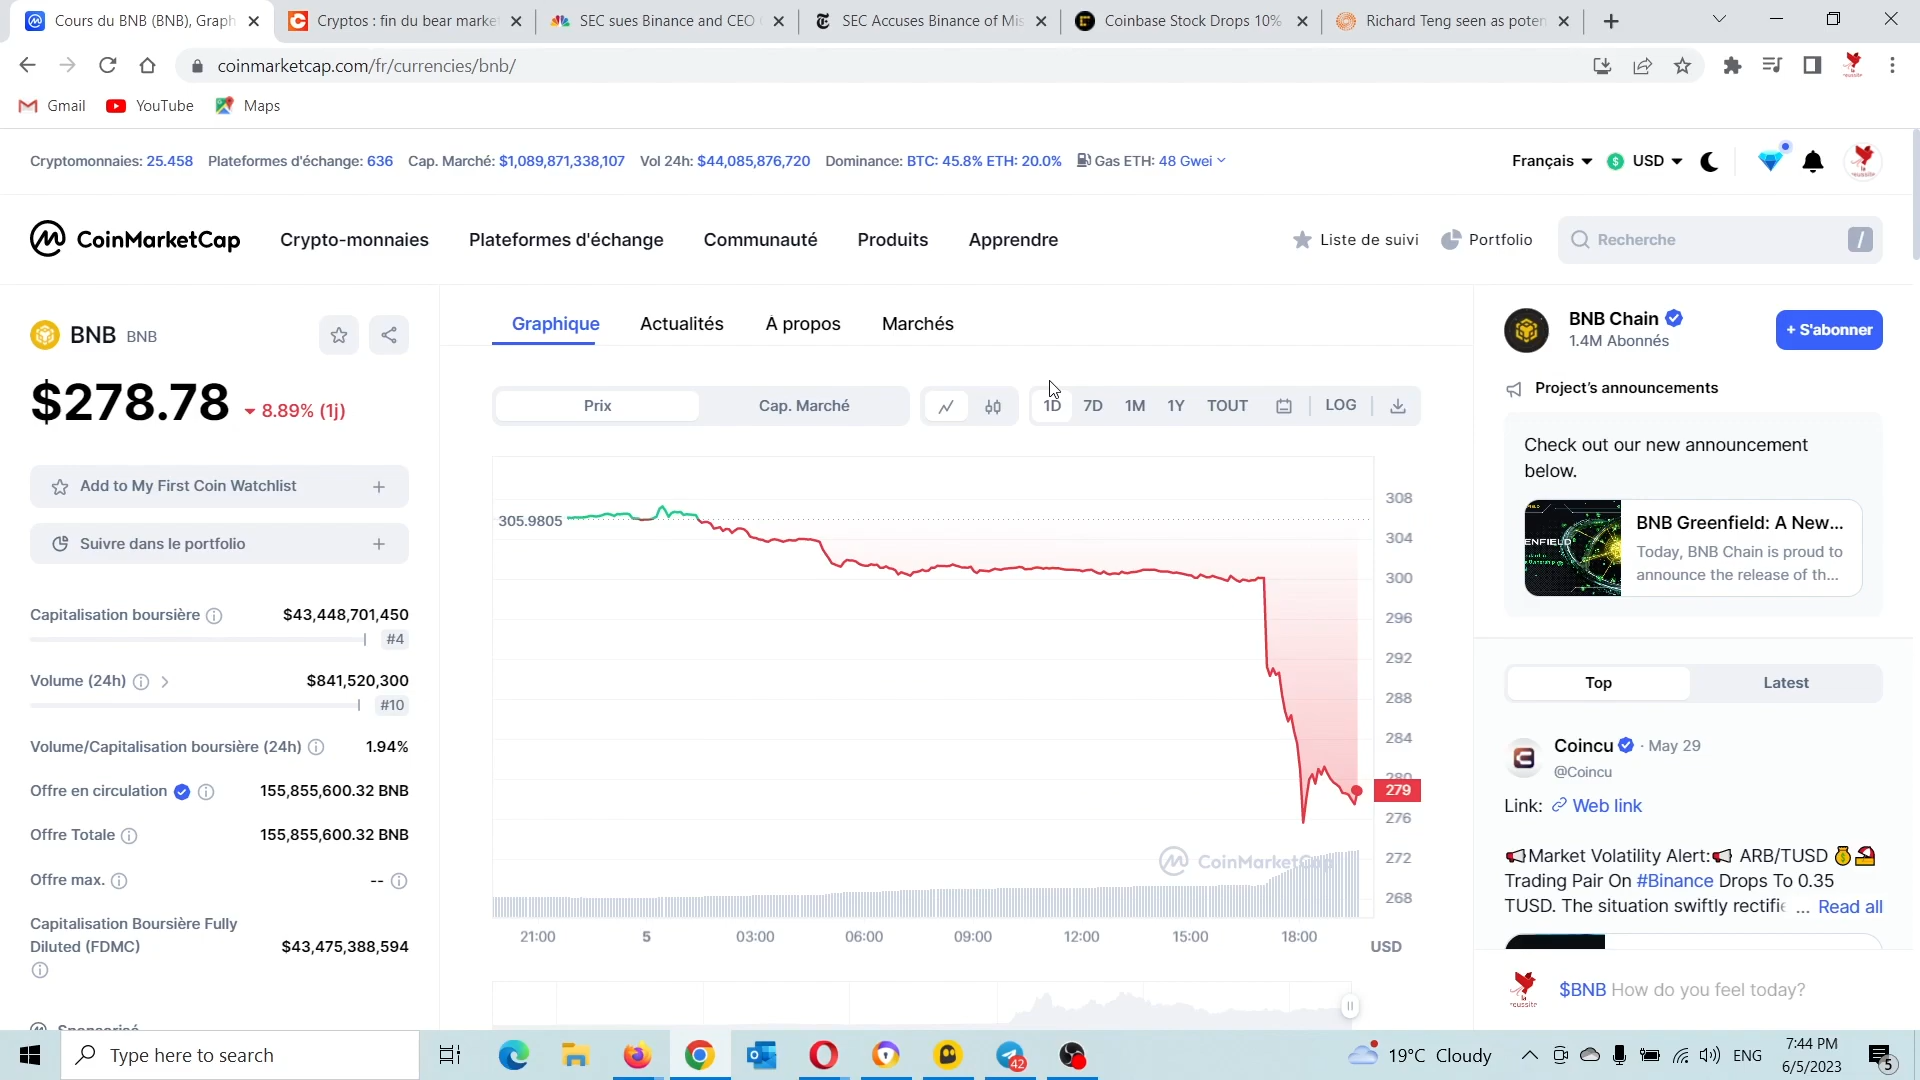 Cours du BNB (BNB), Graph
Cryptos : fin du bear market
SEC sues Binance and CEO
SEC Accuses Binance of Mis
Coinbase Stock Drops 10%
Richard Teng seen as poten
coinmarketcap.com/fr/currencies/bnb/
Gmail
YouTube
Maps
Cryptomonnaies: 25.458 Plateformes d'échange: 636 Cap. Marché: $1,089,871,338,107 Vol 24h: $44,085,876,720 Dominance: BTC: 45.8% ETH: 20.0% Gas ETH: 48 Gwei
Français
USD
CoinMarketCap
Crypto-monnaies
Plateformes d'échange
Communauté
Produits
Apprendre
Liste de suivi
Portfolio
Recherche
/
BNB BNB
$278.78
8.89% (1j)
Add to My First Coin Watchlist
Suivre dans le portfolio
Capitalisation boursière
$43,448,701,450
#4
Volume (24h)
$841,520,300
#10
Volume/Capitalisation boursière (24h)
1.94%
Offre en circulation
155,855,600.32 BNB
Offre Totale
155,855,600.32 BNB
Offre max.
--
Capitalisation Boursière Fully
Diluted (FDMC)
$43,475,388,594
Sponsorisé
Graphique
Actualités
À propos
Marchés
Prix
Cap. Marché
1D
7D
1M
1Y
TOUT
LOG
305.9805
308
304
300
296
292
288
284
280
279
276
272
268
CoinMarketCap
21:00
5
03:00
06:00
09:00
12:00
15:00
18:00
USD
BNB Chain
1.4M Abonnés
+ S'abonner
Project's announcements
Check out our new announcement
below.
ENFIELD
BNB Greenfield: A New...
Today, BNB Chain is proud to
announce the release of th...
Top
Latest
Coincu · May 29
@Coincu
Link: Web link
Market Volatility Alert: ARB/TUSD
Trading Pair On #Binance Drops To 0.35
TUSD. The situation swiftly rectifie ... Read all
$BNB How do you feel today?
Type here to search
42
19°C Cloudy
ENG
7:44 PM
6/5/2023
5